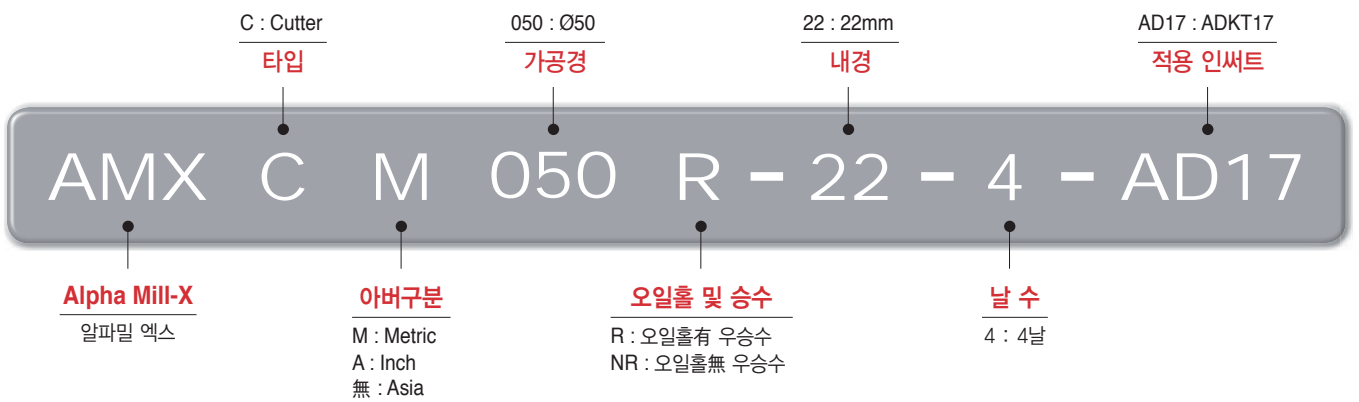 C : Cutter
타입
050 : Ø50
가공경
22 : 22mm
내경
AD17 : ADKT17
적용 인써트
AMX C M 050 R - 22 - 4 - AD17
Alpha Mill-X
알파밀 엑스
아버구분
M : Metric
A : Inch
無 : Asia
오일홀 및 승수
R : 오일홀有 우승수
NR : 오일홀無 우승수
날 수
4 : 4날